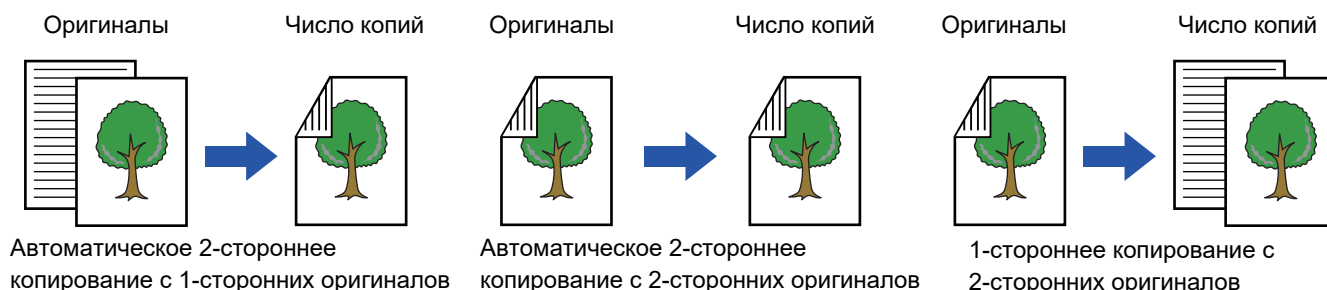 Оригиналы
Число копий
Оригиналы
Число копий
Оригиналы
Число копий
Автоматическое 2-стороннее
копирование с 1-сторонних оригиналов
Автоматическое 2-стороннее
копирование с 2-сторонних оригиналов
1-стороннее копирование с
2-сторонних оригиналов